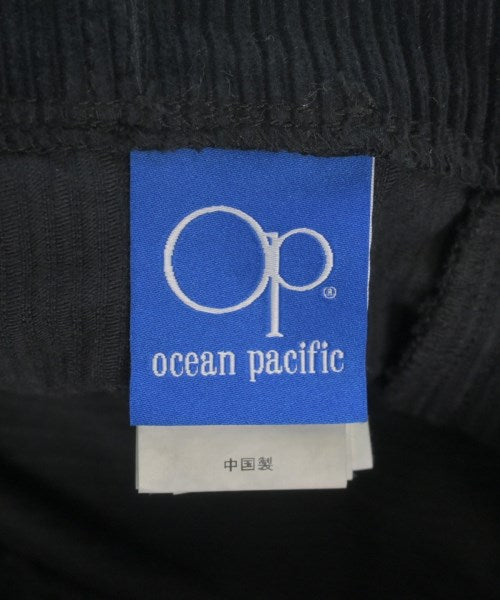 Op®
ocean pacific
中国製